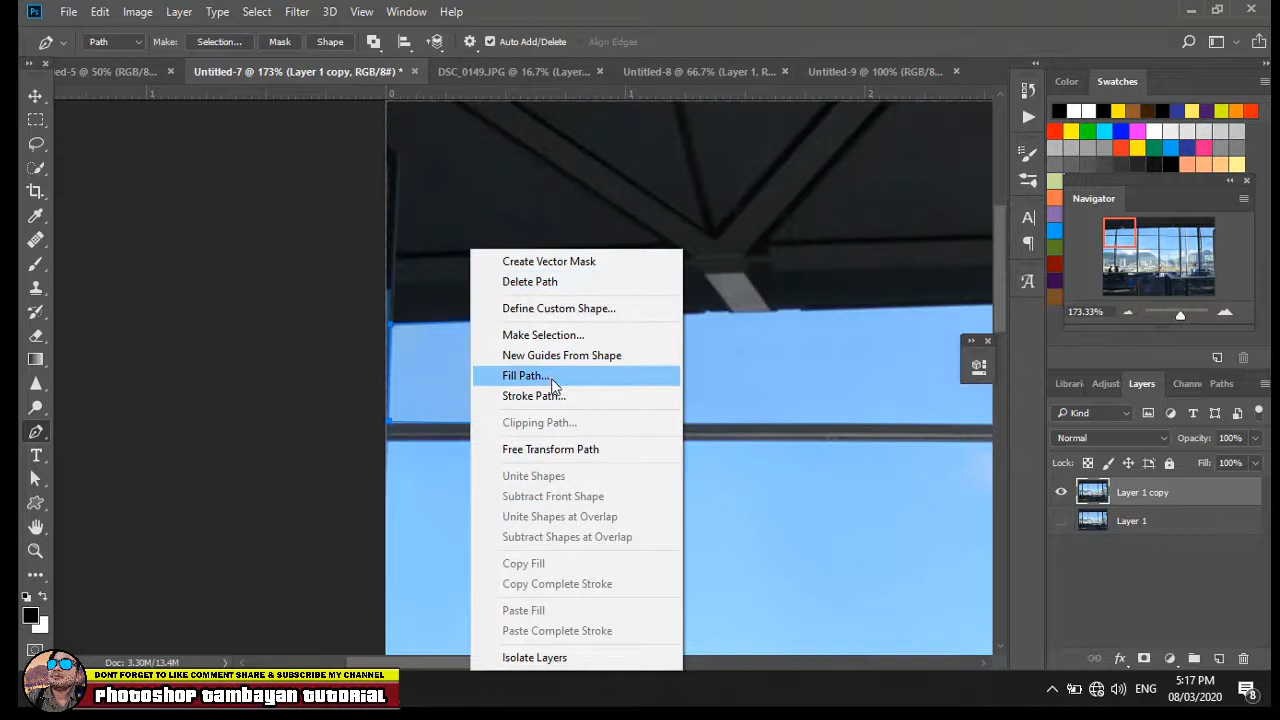 Ps File Edit Image Layer Type Select Filter 3D View Window Help
Path Make: Selection... Mask Shape Auto Add/Delete Align Edges
ed-5 @ 50% (RGB/8... Untitled-7 @ 173% (Layer 1 copy, RGB/8#) * DSC_0149.JPG @ 16.7% (Layer... Untitled-8 @ 66.7% (Layer 1, R... Untitled-9 @ 100% (RGB/8...
1 0 1 2
Color Swatches
Navigator
173.33%
Create Vector Mask
Delete Path
Define Custom Shape...
Make Selection...
New Guides From Shape
Fill Path...
Stroke Path...
Clipping Path...
Free Transform Path
Unite Shapes
Subtract Front Shape
Unite Shapes at Overlap
Subtract Shapes at Overlap
Copy Fill
Copy Complete Stroke
Paste Fill
Paste Complete Stroke
Isolate Layers
Librari Adjust Layers Chann Paths
Kind
Normal Opacity: 100%
Lock: Fill: 100%
Layer 1 copy
Layer 1
Doc: 3.30M/13.4M
DONT FORGET TO LIKE COMMENT SHARE & SUBSCRIBE MY CHANNEL
PHOTOSHOP TAMBAYAN TUTORIAL
ENG 5:17 PM
08/03/2020
8